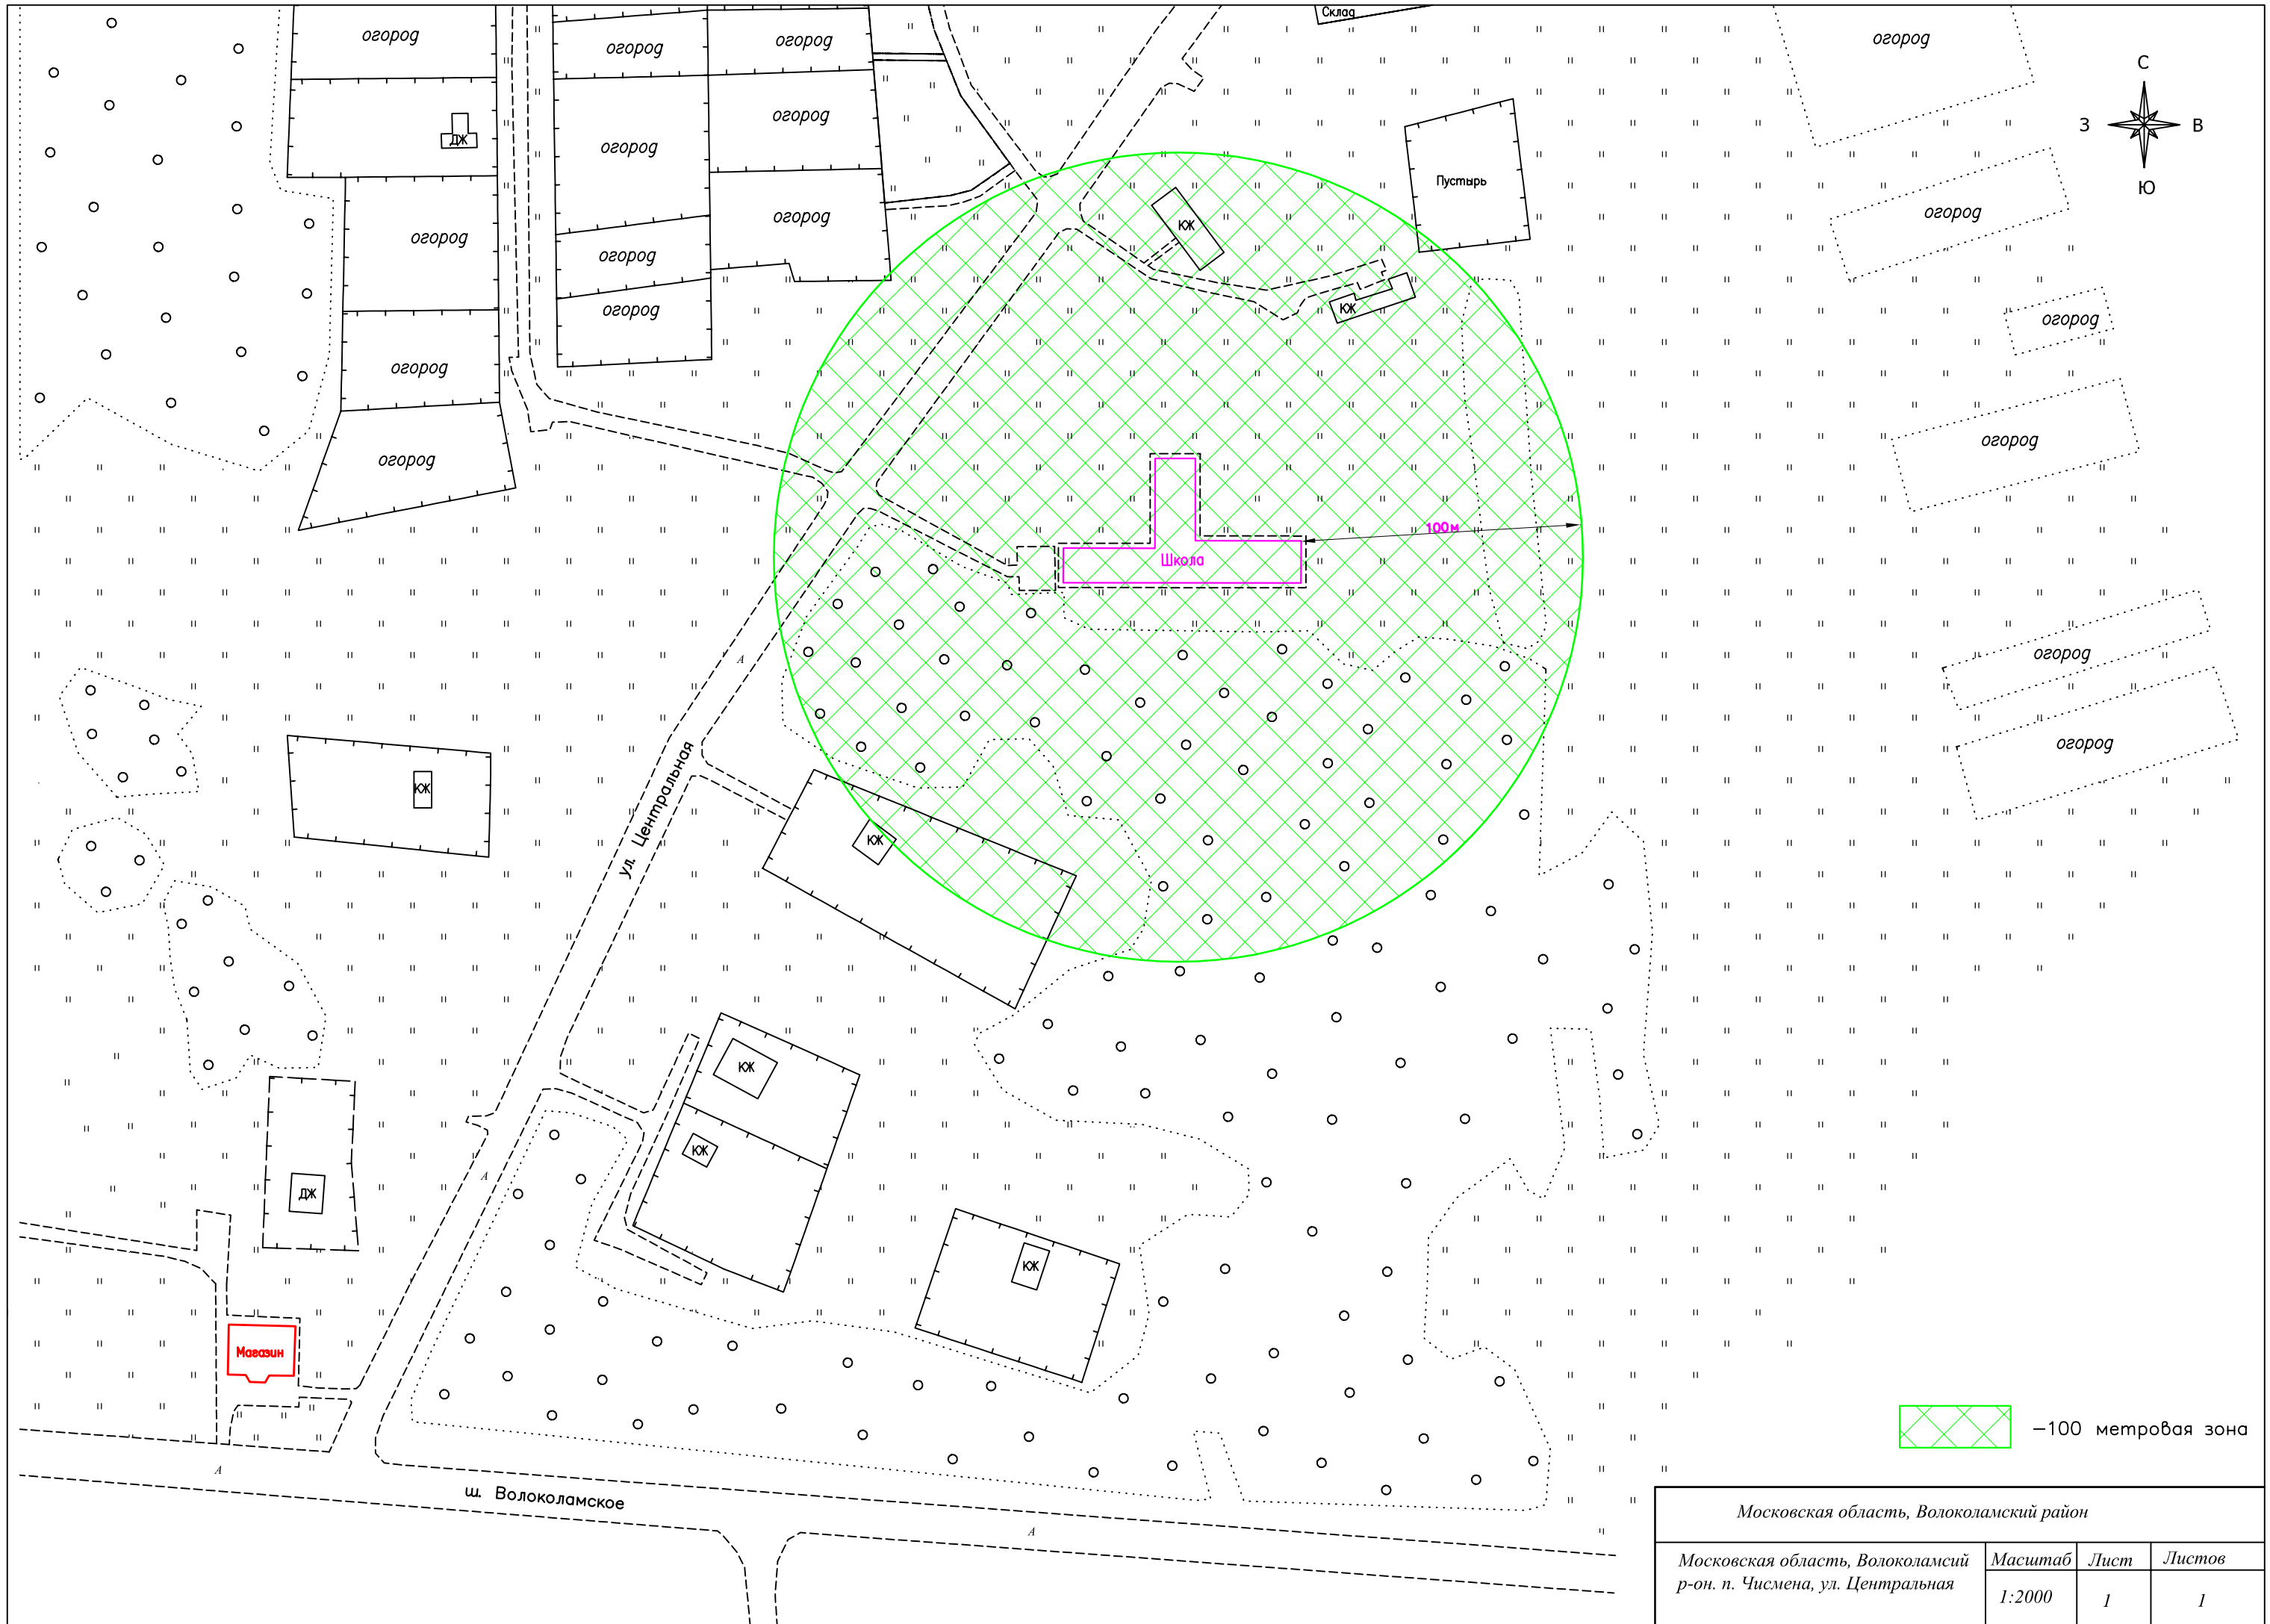 Склад
огород
огород
огород
огород
С
З
В
Ю
огород
ДЖ
огород
Пустырь
огород
огород
огород
КЖ
огород
огород
огород
КЖ
огород
огород
огород
огород
100м
Школа
А
огород
огород
ул. Центральная
КЖ
КЖ
КЖ
КЖ
А
ДЖ
КЖ
Магазин
–100 метровая зона
А
ш. Волоколамское
А
Московская область, Волоколамский район
Московская область, Волоколамсий
р-он. п. Чисмена, ул. Центральная
Масштаб
Лист
Листов
1:2000
1
1